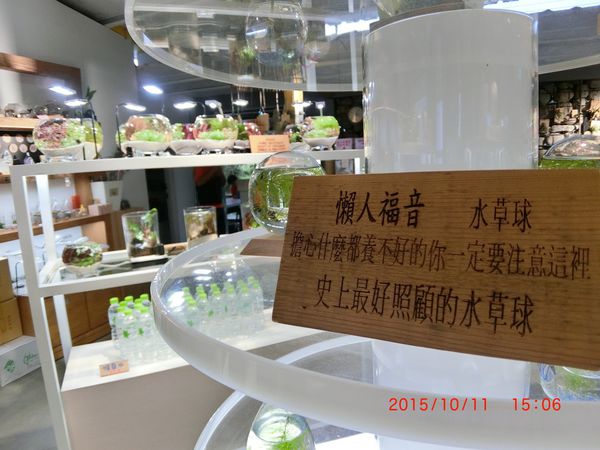 懶人福音 水草球
擔心什麼都養不好的你一定要注意這裡
史上最好照顧的水草球
2015/10/11 15:06